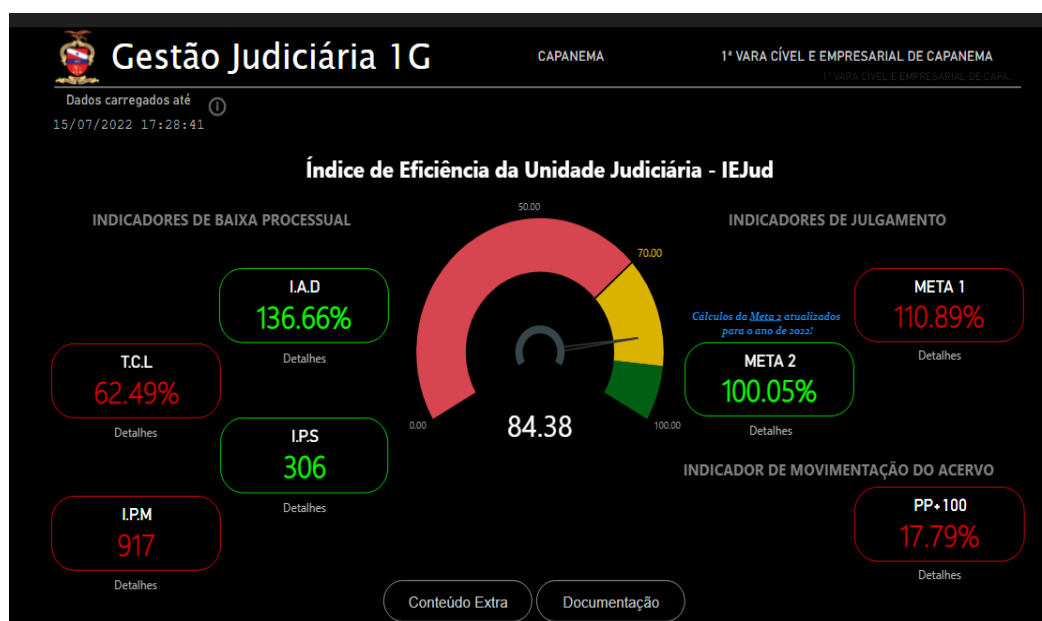 Gestão Judiciária 1G
CAPANEMA
1ª VARA CÍVEL E EMPRESARIAL DE CAPANEMA
1ª VARA CÍVEL E EMPRESARIAL DE CAPA...
Dados carregados até
15/07/2022 17:28:41
Índice de Eficiência da Unidade Judiciária - IEJud
INDICADORES DE BAIXA PROCESSUAL
I.A.D
136.66%
Detalhes
T.C.L
62.49%
Detalhes
I.P.S
306
Detalhes
I.P.M
917
Detalhes
50.00
70.00
0.00
84.38
100.00
INDICADORES DE JULGAMENTO
META 1
110.89%
Detalhes
Cálculos da Meta 2 atualizados
para o ano de 2022!
META 2
100.05%
Detalhes
INDICADOR DE MOVIMENTAÇÃO DO ACERVO
PP+100
17.79%
Detalhes
Conteúdo Extra
Documentação